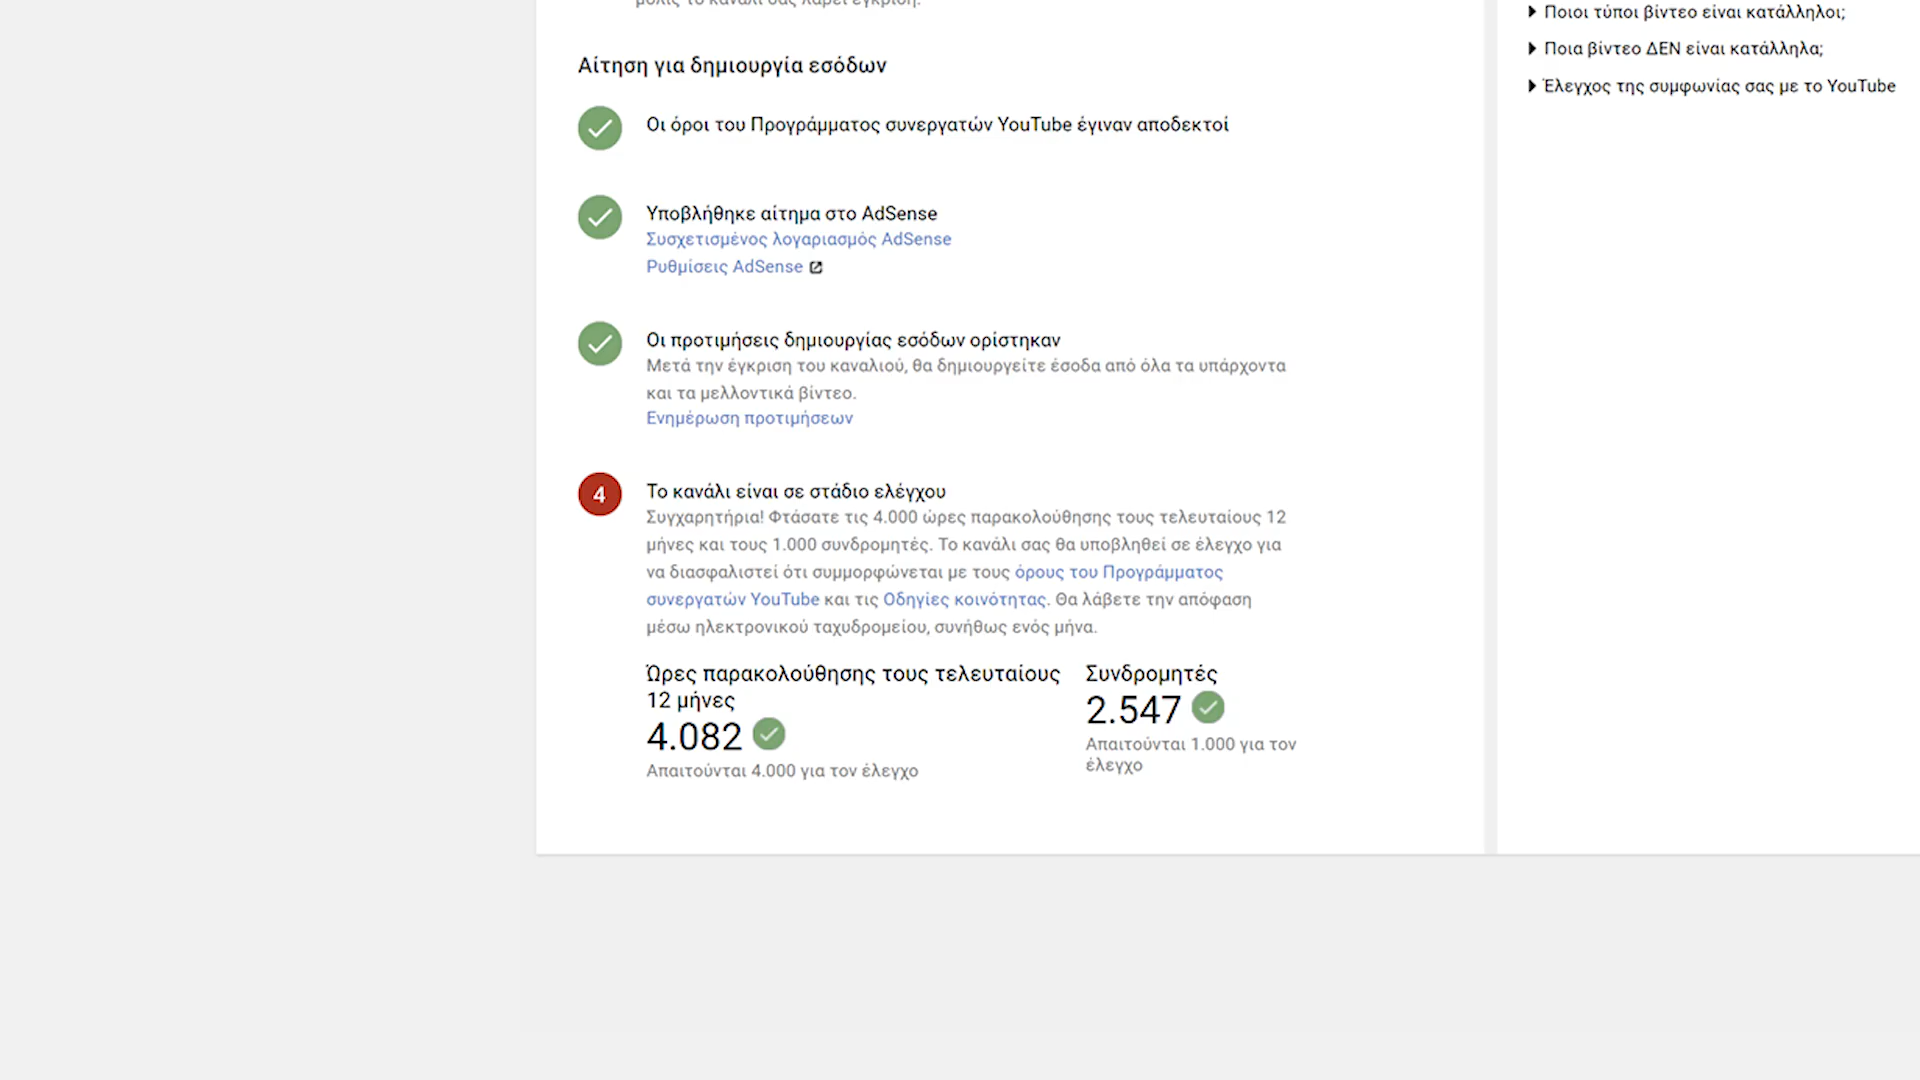 μόλις το κανάλι σας λάβει έγκριση.
Αίτηση για δημιουργία εσόδων
Οι όροι του Προγράμματος συνεργατών YouTube έγιναν αποδεκτοί
Υποβλήθηκε αίτημα στο AdSense
Συσχετισμένος λογαριασμός AdSense
Ρυθμίσεις AdSense
Οι προτιμήσεις δημιουργίας εσόδων ορίστηκαν
Μετά την έγκριση του καναλιού, θα δημιουργείτε έσοδα από όλα τα υπάρχοντα
και τα μελλοντικά βίντεο.
Ενημέρωση προτιμήσεων
4
Το κανάλι είναι σε στάδιο ελέγχου
Συγχαρητήρια! Φτάσατε τις 4.000 ώρες παρακολούθησης τους τελευταίους 12
μήνες και τους 1.000 συνδρομητές. Το κανάλι σας θα υποβληθεί σε έλεγχο για
να διασφαλιστεί ότι συμμορφώνεται με τους όρους του Προγράμματος
συνεργατών YouTube και τις Οδηγίες κοινότητας. Θα λάβετε την απόφαση
μέσω ηλεκτρονικού ταχυδρομείου, συνήθως ενός μήνα.
Ώρες παρακολούθησης τους τελευταίους
12 μήνες
4.082
Απαιτούνται 4.000 για τον έλεγχο
Συνδρομητές
2.547
Απαιτούνται 1.000 για τον
έλεγχο
Ποιοι τύποι βίντεο είναι κατάλληλοι;
Ποια βίντεο ΔΕΝ είναι κατάλληλα;
Έλεγχος της συμφωνίας σας με το YouTube